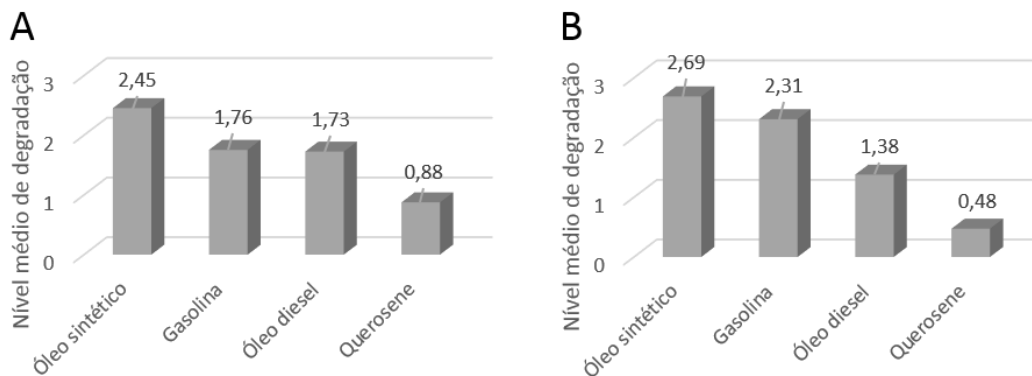 A
Nível médio de degradação
3
2
1
0
2,45
1,76
1,73
0,88
Óleo sintético
Gasolina
Óleo diesel
Querosene
B
Nível médio de degradação
3
2
1
0
2,69
2,31
1,38
0,48
Óleo sintético
Gasolina
Óleo diesel
Querosene